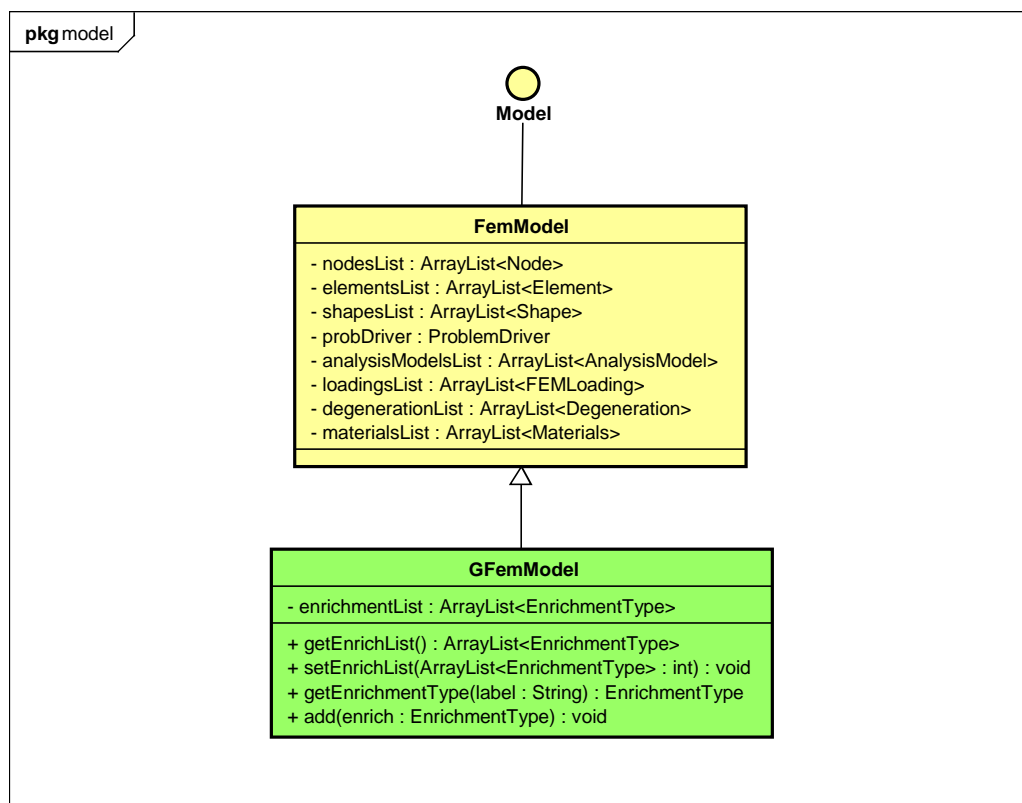 pkg model
Model
FemModel
- nodesList : ArrayList<Node>
- elementsList : ArrayList<Element>
- shapesList : ArrayList<Shape>
- probDriver : ProblemDriver
- analysisModelsList : ArrayList<AnalysisModel>
- loadingsList : ArrayList<FEMLoading>
- degenerationList : ArrayList<Degeneration>
- materialsList : ArrayList<Materials>
GFemModel
- enrichmentList : ArrayList<EnrichmentType>
+ getEnrichList() : ArrayList<EnrichmentType>
+ setEnrichList(ArrayList<EnrichmentType> : int) : void
+ getEnrichmentType(label : String) : EnrichmentType
+ add(enrich : EnrichmentType) : void